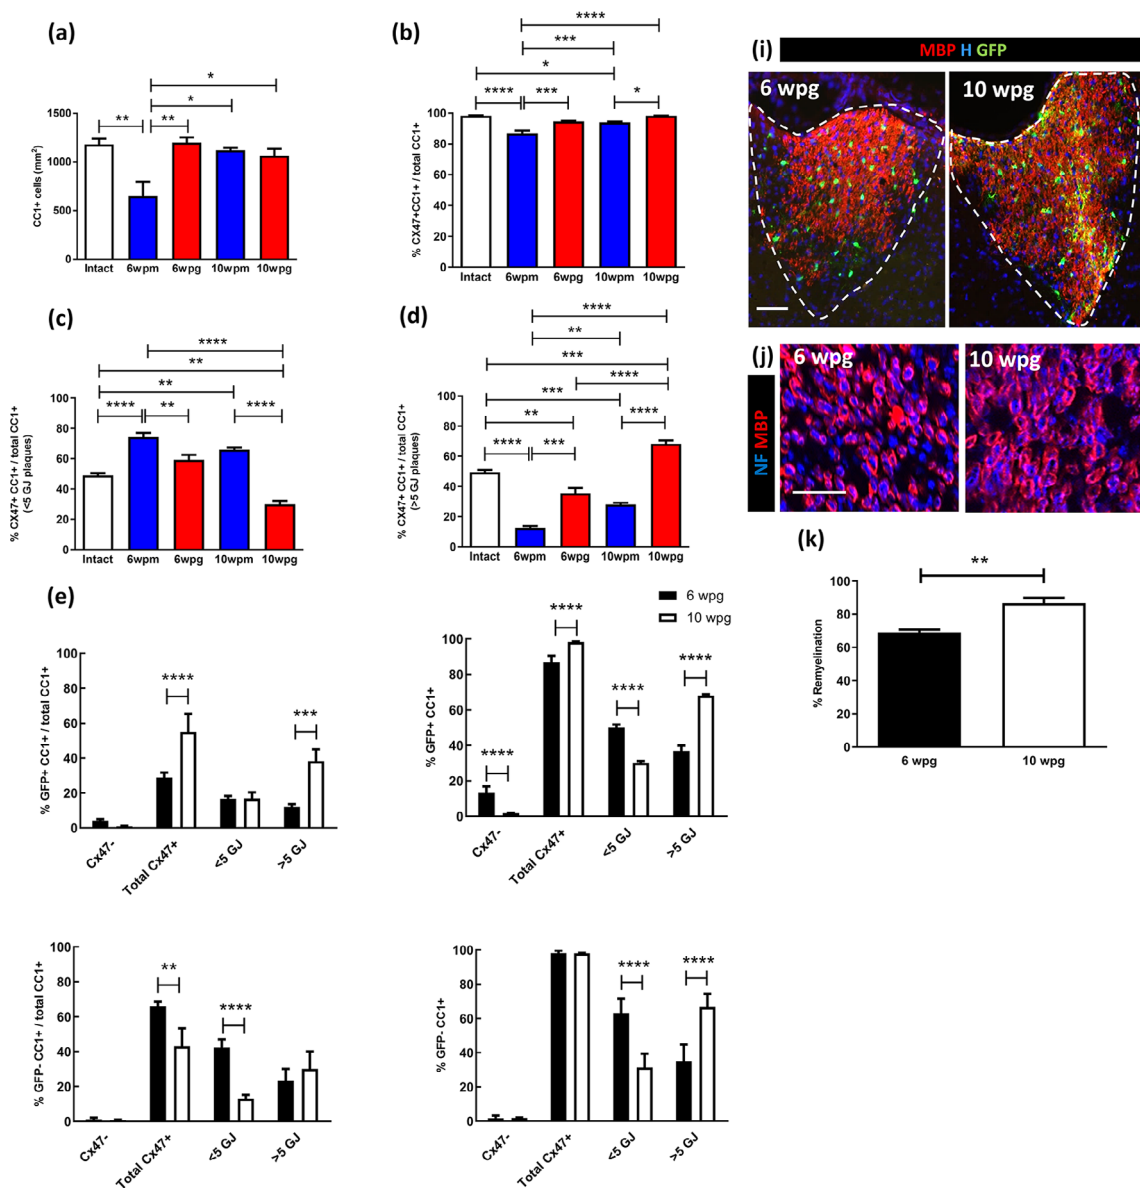 (a)
*
*
** **
CC1+ cells (mm²)
1500
1000
500
0
Intact 6wpm 6wpg 10wpm 10wpg
(b)
****
***
*
**** *** *
% CX47+CC1+ / total CC1+
100
80
60
40
20
0
Intact 6wpm 6wpg 10wpm 10wpg
(c)
****
**
**
**** ** ****
% CX47+ CC1+ / total CC1+
(<5 GJ plaques)
100
80
60
40
20
0
Intact 6wpm 6wpg 10wpm 10wpg
(d)
****
**
***
****
***
** ****
**** ***
% CX47+ CC1+ / total CC1+
(>5 GJ plaques)
100
80
60
40
20
0
Intact 6wpm 6wpg 10wpm 10wpg
(e)
% GFP+ CC1+ / total CC1+
100
80
60
40
20
0
**** ***
Cx47- Total Cx47+ <5 GJ >5 GJ
6 wpg
10 wpg
% GFP+ CC1+
100
80
60
40
20
0
**** **** **** ****
Cx47- Total Cx47+ <5 GJ >5 GJ
% GFP- CC1+ / total CC1+
100
80
60
40
20
0
** ****
Cx47- Total Cx47+ <5 GJ >5 GJ
% GFP- CC1+
100
80
60
40
20
0
**** ****
Cx47- Total Cx47+ <5 GJ >5 GJ
(i)
MBP H GFP
6 wpg
10 wpg
(j)
NF MBP
6 wpg
10 wpg
(k)
**
% Remyelination
100
80
60
40
20
0
6 wpg 10 wpg